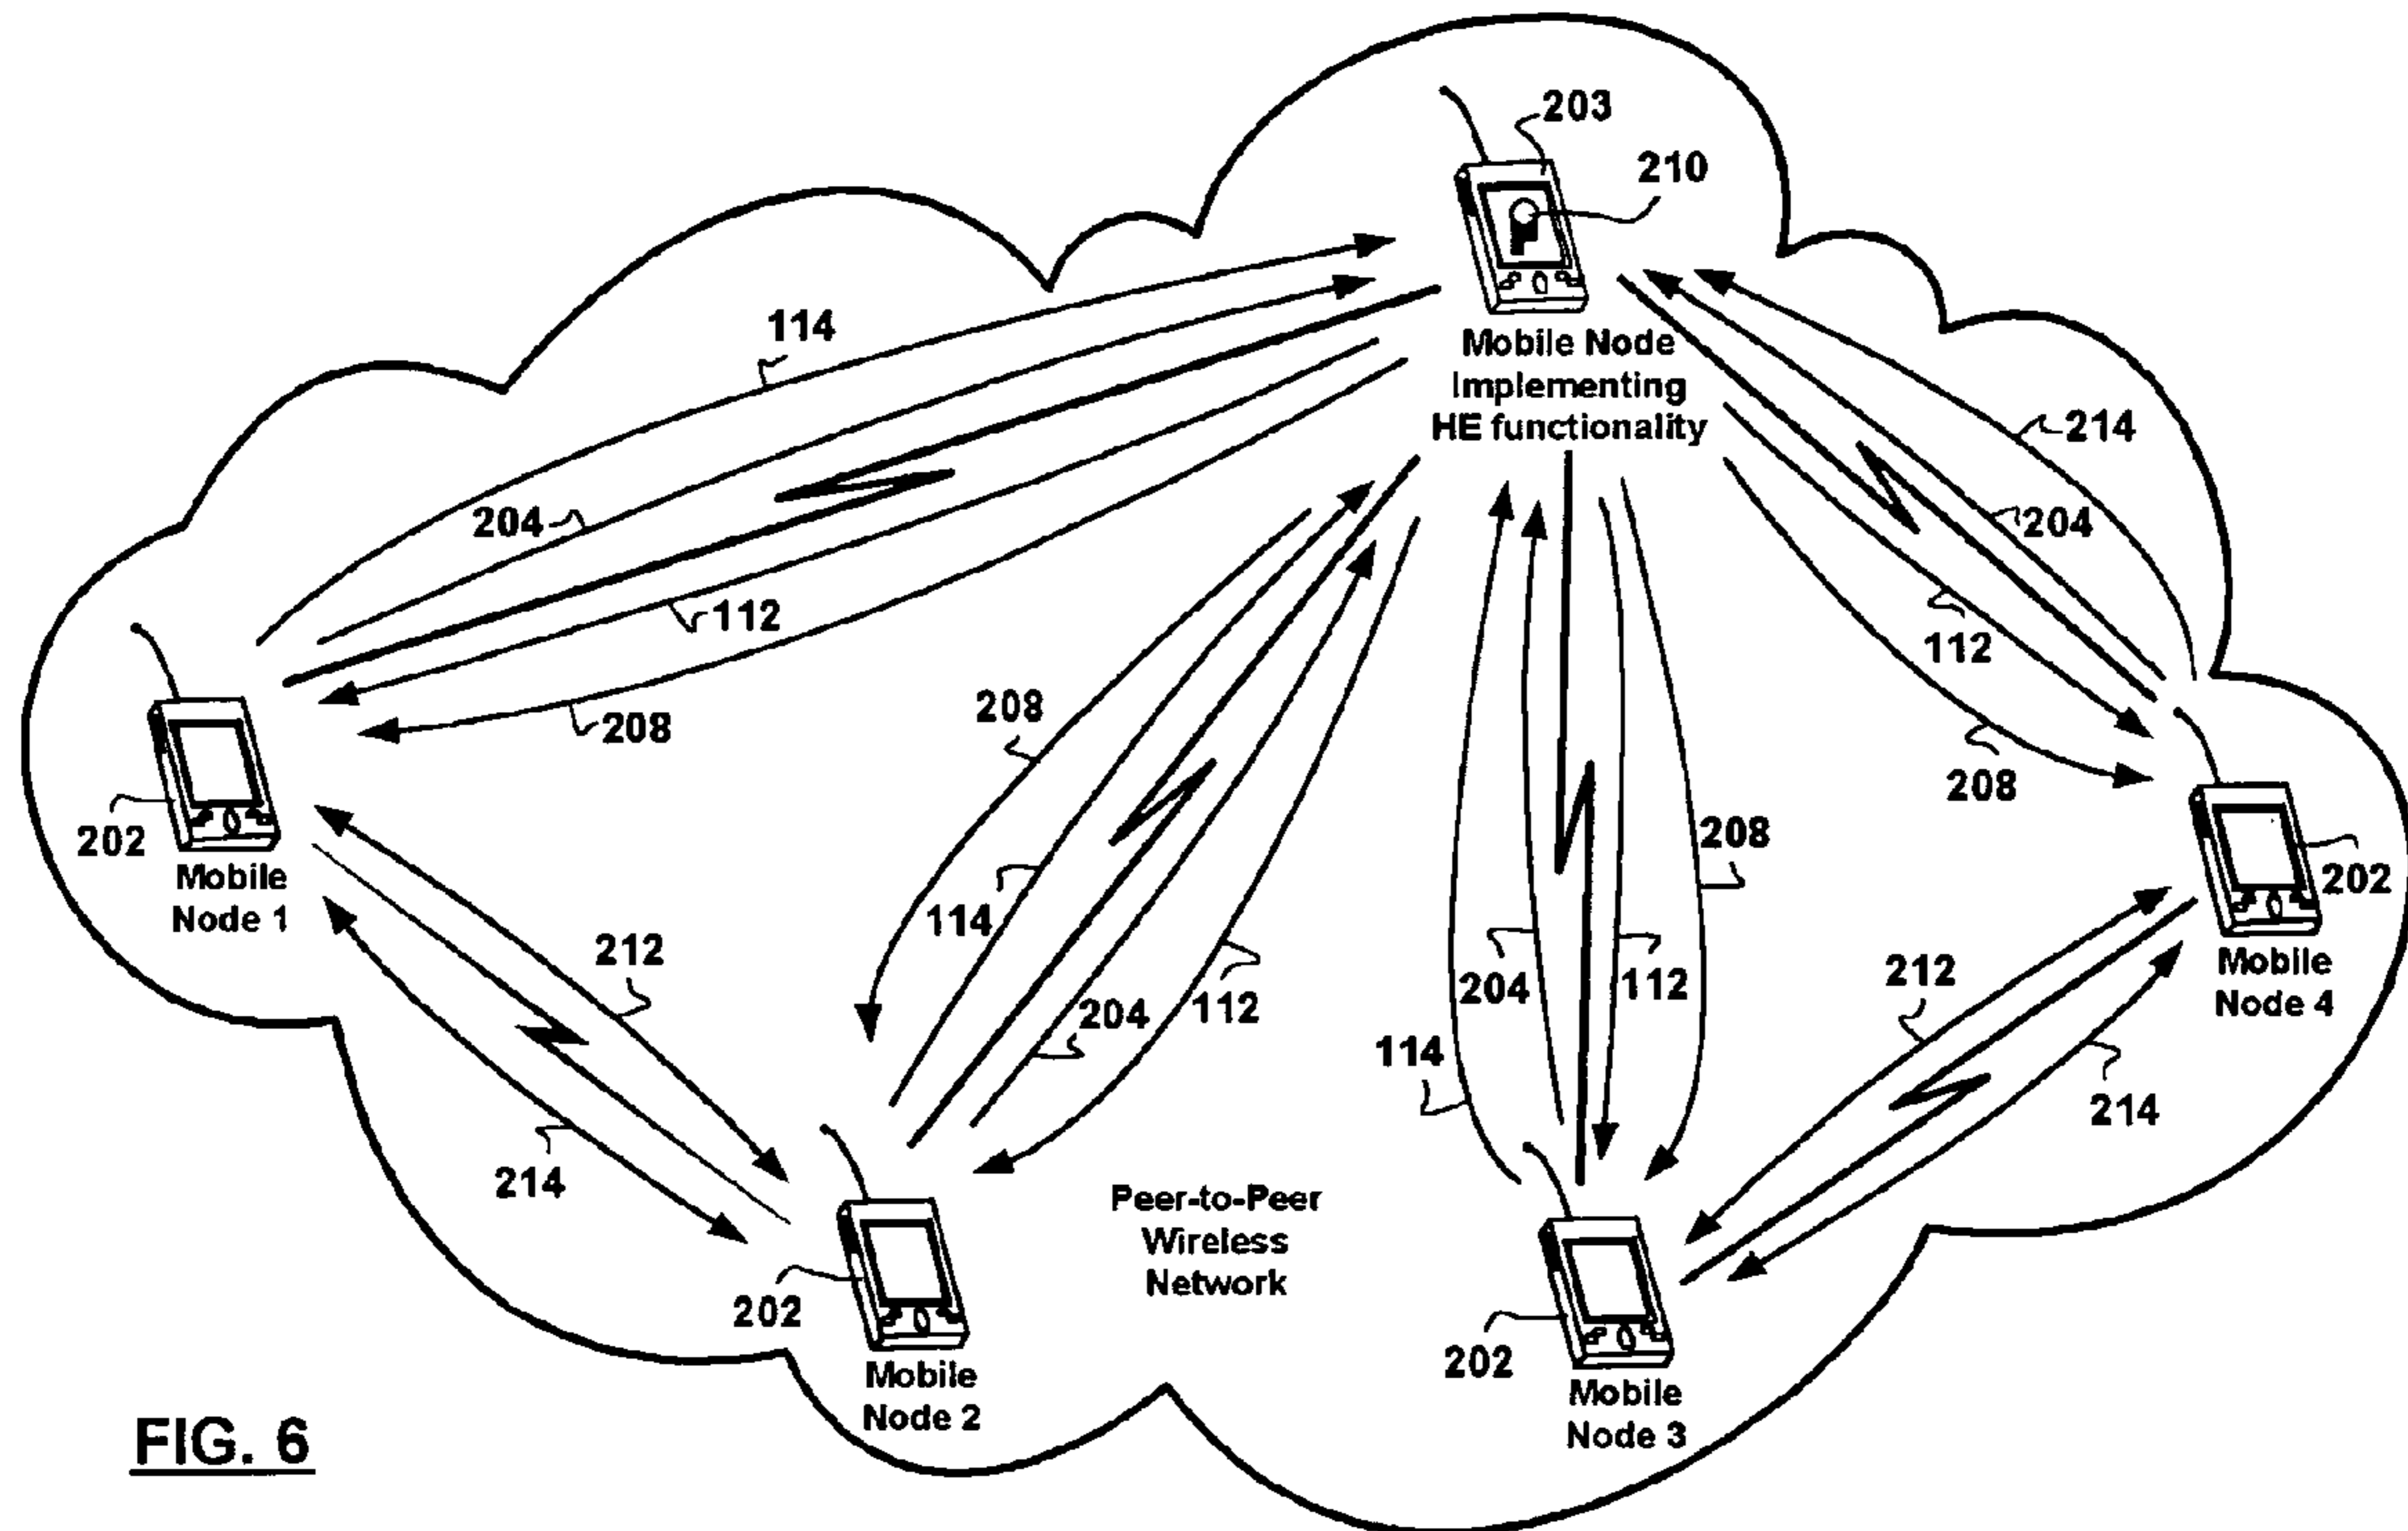 203
210
114
Mobile Node
Implementing
HE functionality
214
204
204
112
112
208
208
208
202
Mobile
Node 1
208
202
114
212
204
112
212
Mobile
Node 4
204
112
114
214
214
Peer-to-Peer
Wireless
Network
202
202
Mobile
Node 2
Mobile
Node 3
FIG. 6